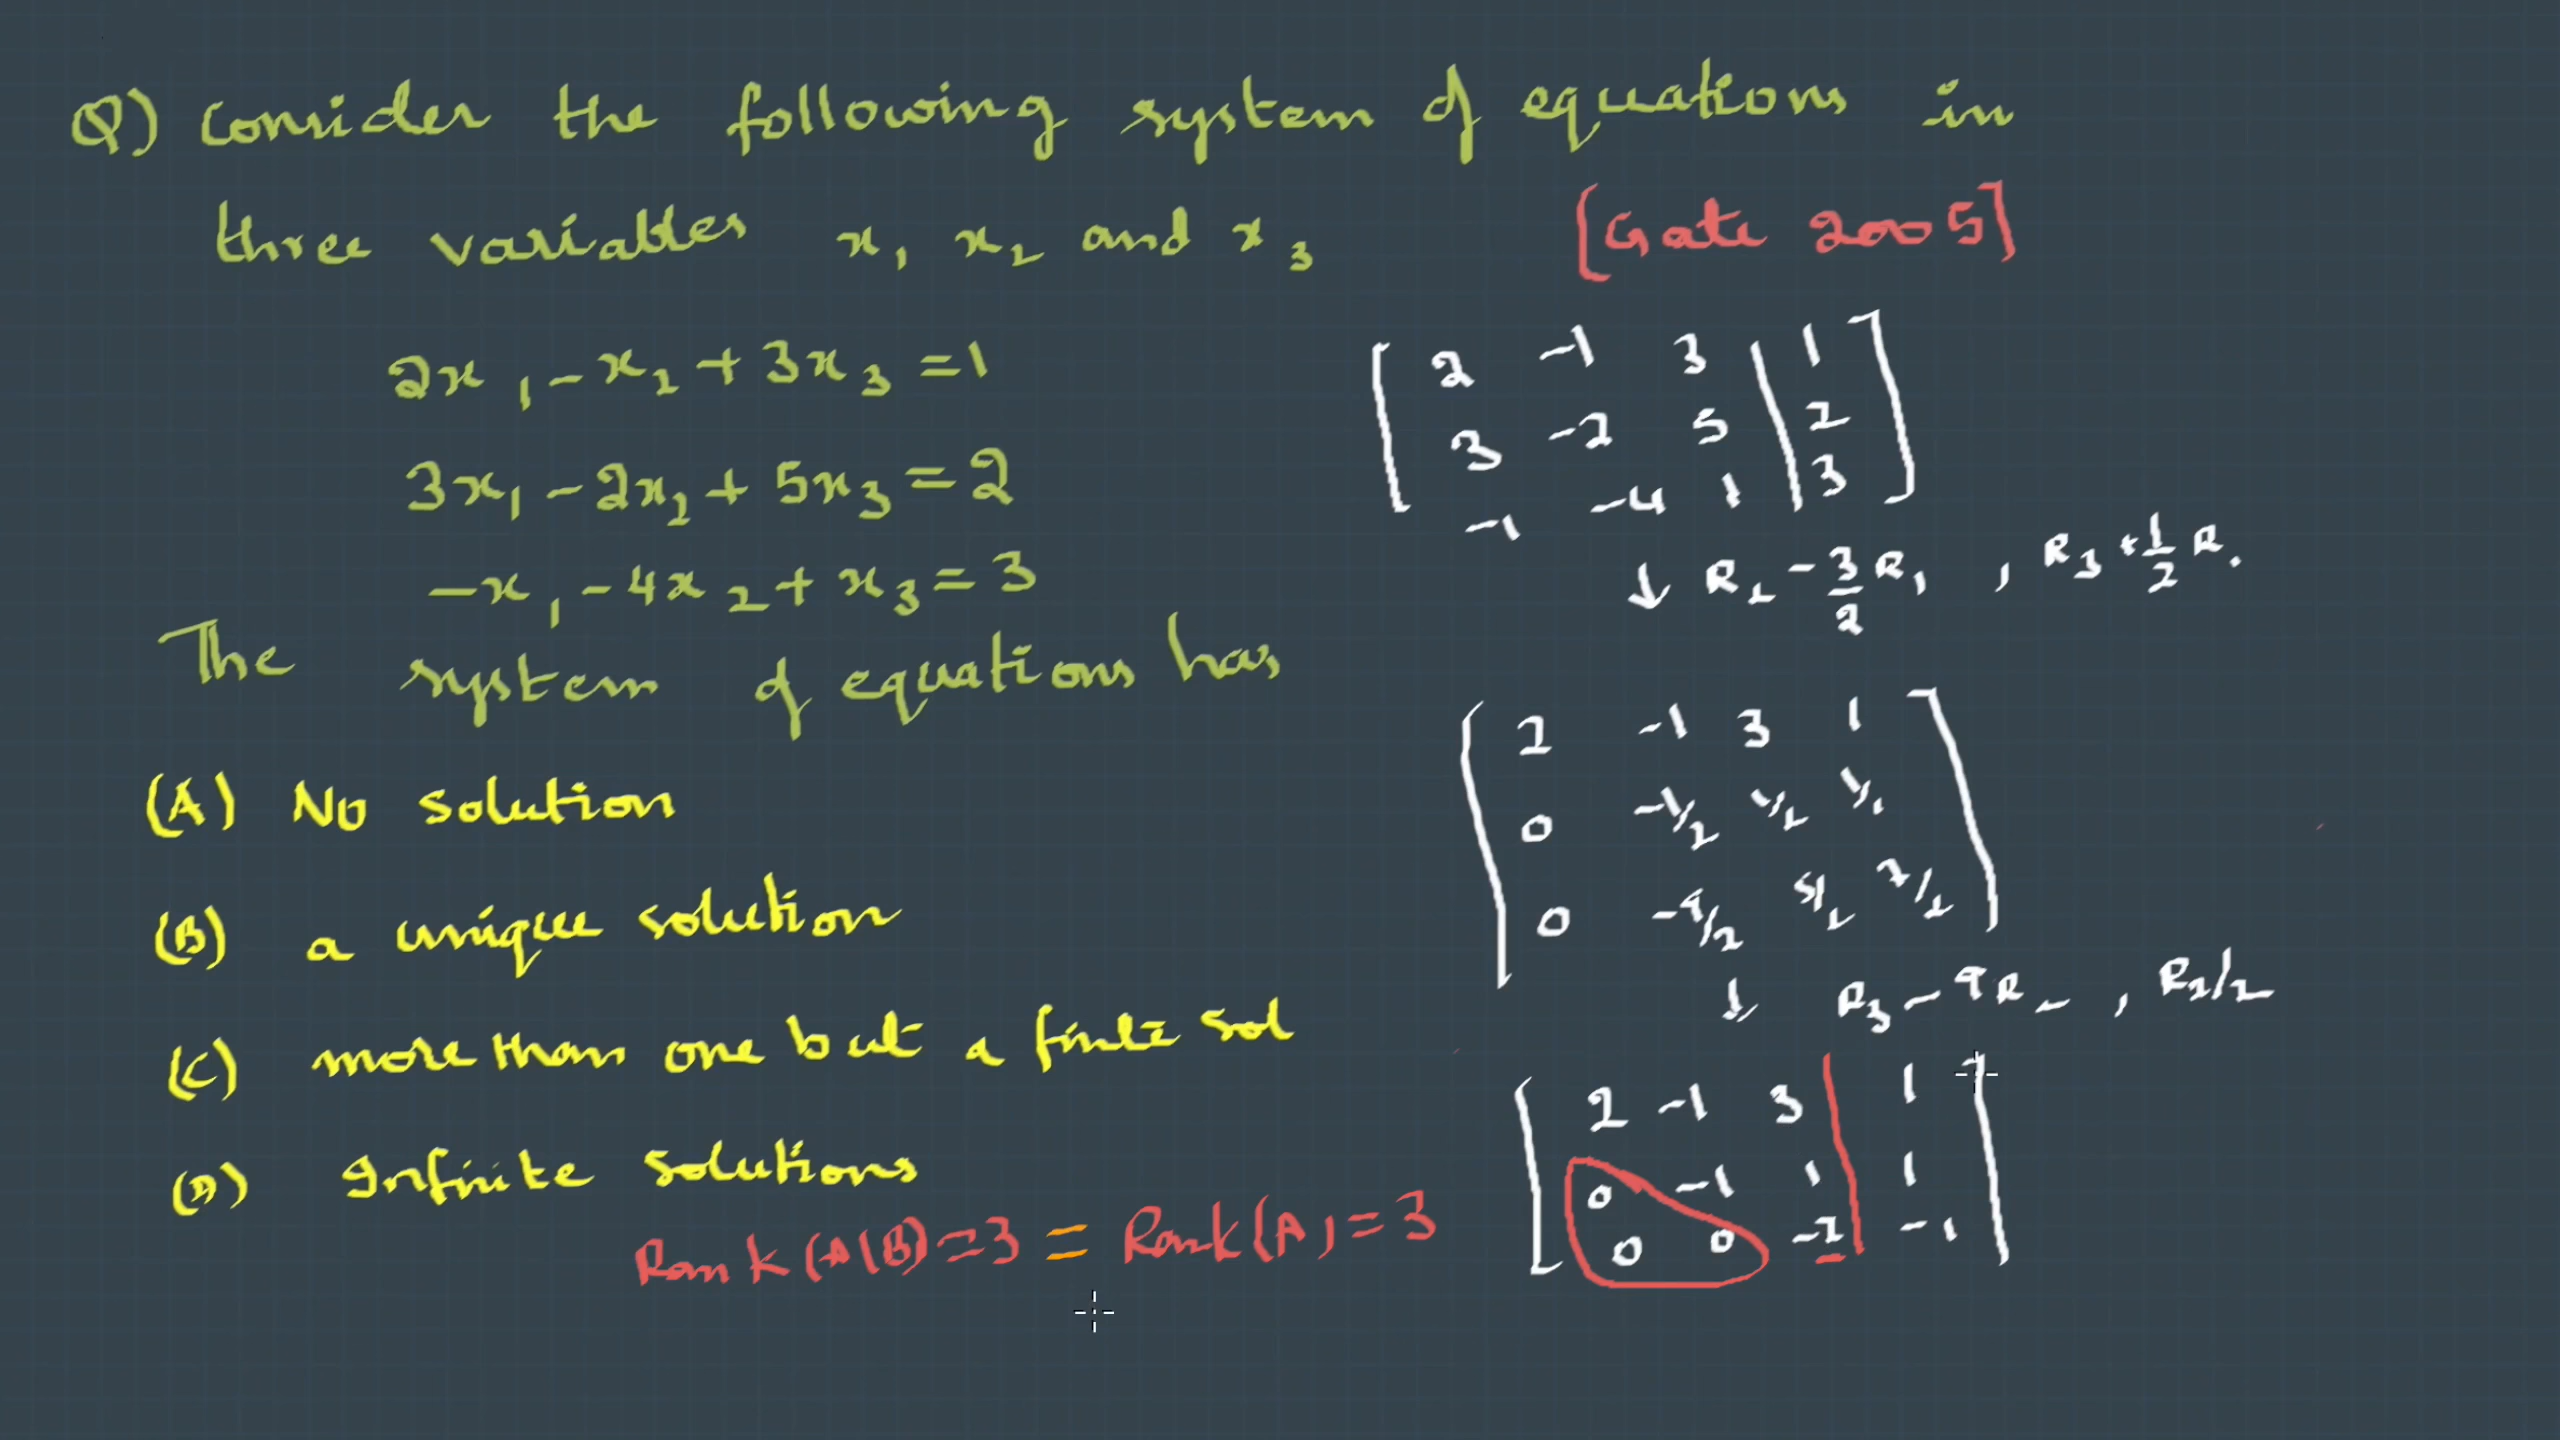 Q) Consider the following system of equations in
three variables x₁ x₂ and x₃ [Gate 2005]
2x₁ - x₂ + 3x₃ = 1
3x₁ - 2x₂ + 5x₃ = 2
-x₁ - 4x₂ + x₃ = 3
The system of equations has
(A) No solution
(B) a unique solution
(C) more than one but a finite sol
(D) Infinite solutions
Rank(A|B)=3 = Rank(A)=3
2 -1 3 | 1
3 -2 5 | 2
-1 -4 1 | 3
↓ R₂ - 3/2 R₁ , R₃ + 1/2 R₁
2 -1 3 1
0 -1/2 1/2 1/2
0 -9/2 5/2 7/2
↓ R₃ - 9R₂ , R₂/2
2 -1 3 | 1
0 -1 1 | 1
0 0 -2 | -1